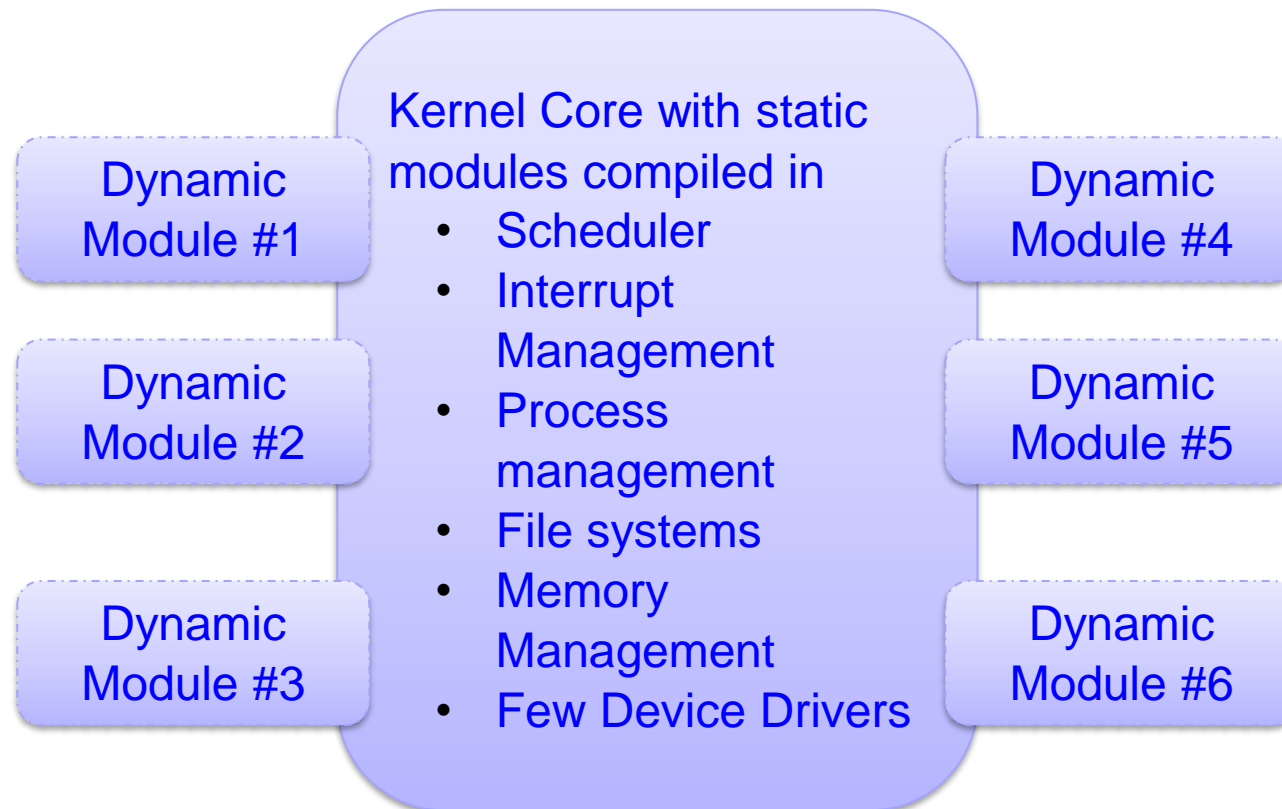 Kernel Core with static
modules compiled in
• Scheduler
• Interrupt
Management
• Process
management
• File systems
• Memory
Management
• Few Device Drivers
Dynamic
Module #1
Dynamic
Module #2
Dynamic
Module #3
Dynamic
Module #4
Dynamic
Module #5
Dynamic
Module #6